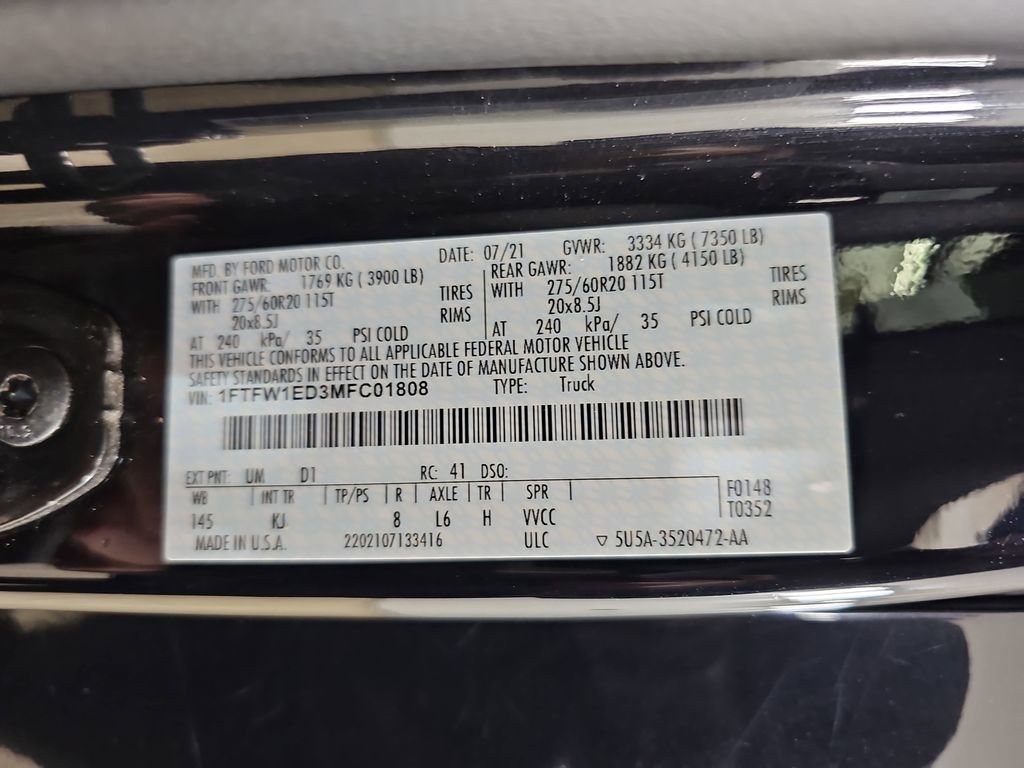 MFD. BY FORD MOTOR CO. DATE: 07/21 GVWR: 3334 KG ( 7350 LB)
FRONT GAWR: 1769 KG ( 3900 LB) REAR GAWR: 1882 KG ( 4150 LB)
WITH 275/60R20 115T TIRES WITH 275/60R20 115T TIRES
20x8.5J RIMS 20x8.5J RIMS
AT 240 kPa/ 35 PSI COLD AT 240 kPa/ 35 PSI COLD
THIS VEHICLE CONFORMS TO ALL APPLICABLE FEDERAL MOTOR VEHICLE
SAFETY STANDARDS IN EFFECT ON THE DATE OF MANUFACTURE SHOWN ABOVE.
VIN: 1FTFW1ED3MFC01808 TYPE: Truck
EXT PNT: UM D1 RC: 41 DSO:
WB INT TR TP/PS R AXLE TR SPR F0148
145 KJ 8 L6 H VVCC T0352
MADE IN U.S.A. 2202107133416 ULC ▽ 5U5A-3520472-AA